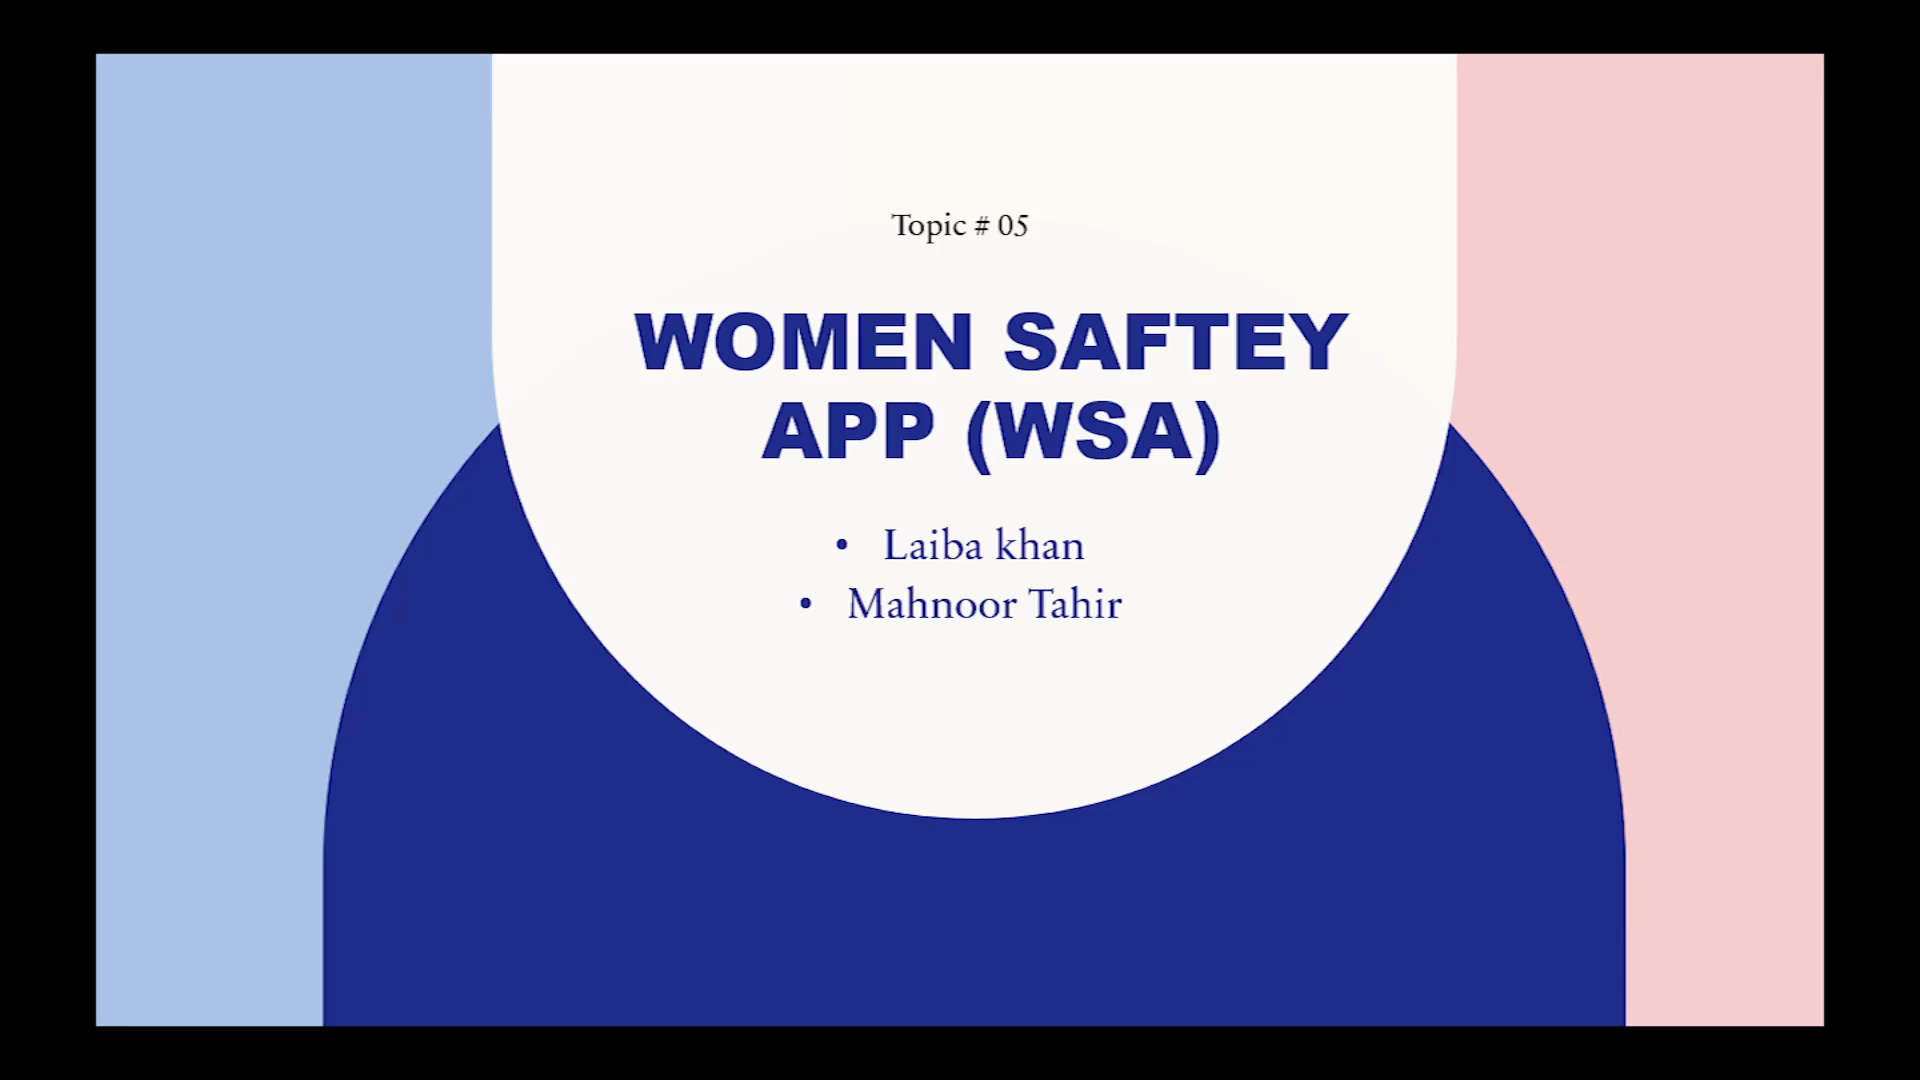 Topic # 05
WOMEN SAFTEY
APP (WSA)
• Laiba khan
• Mahnoor Tahir